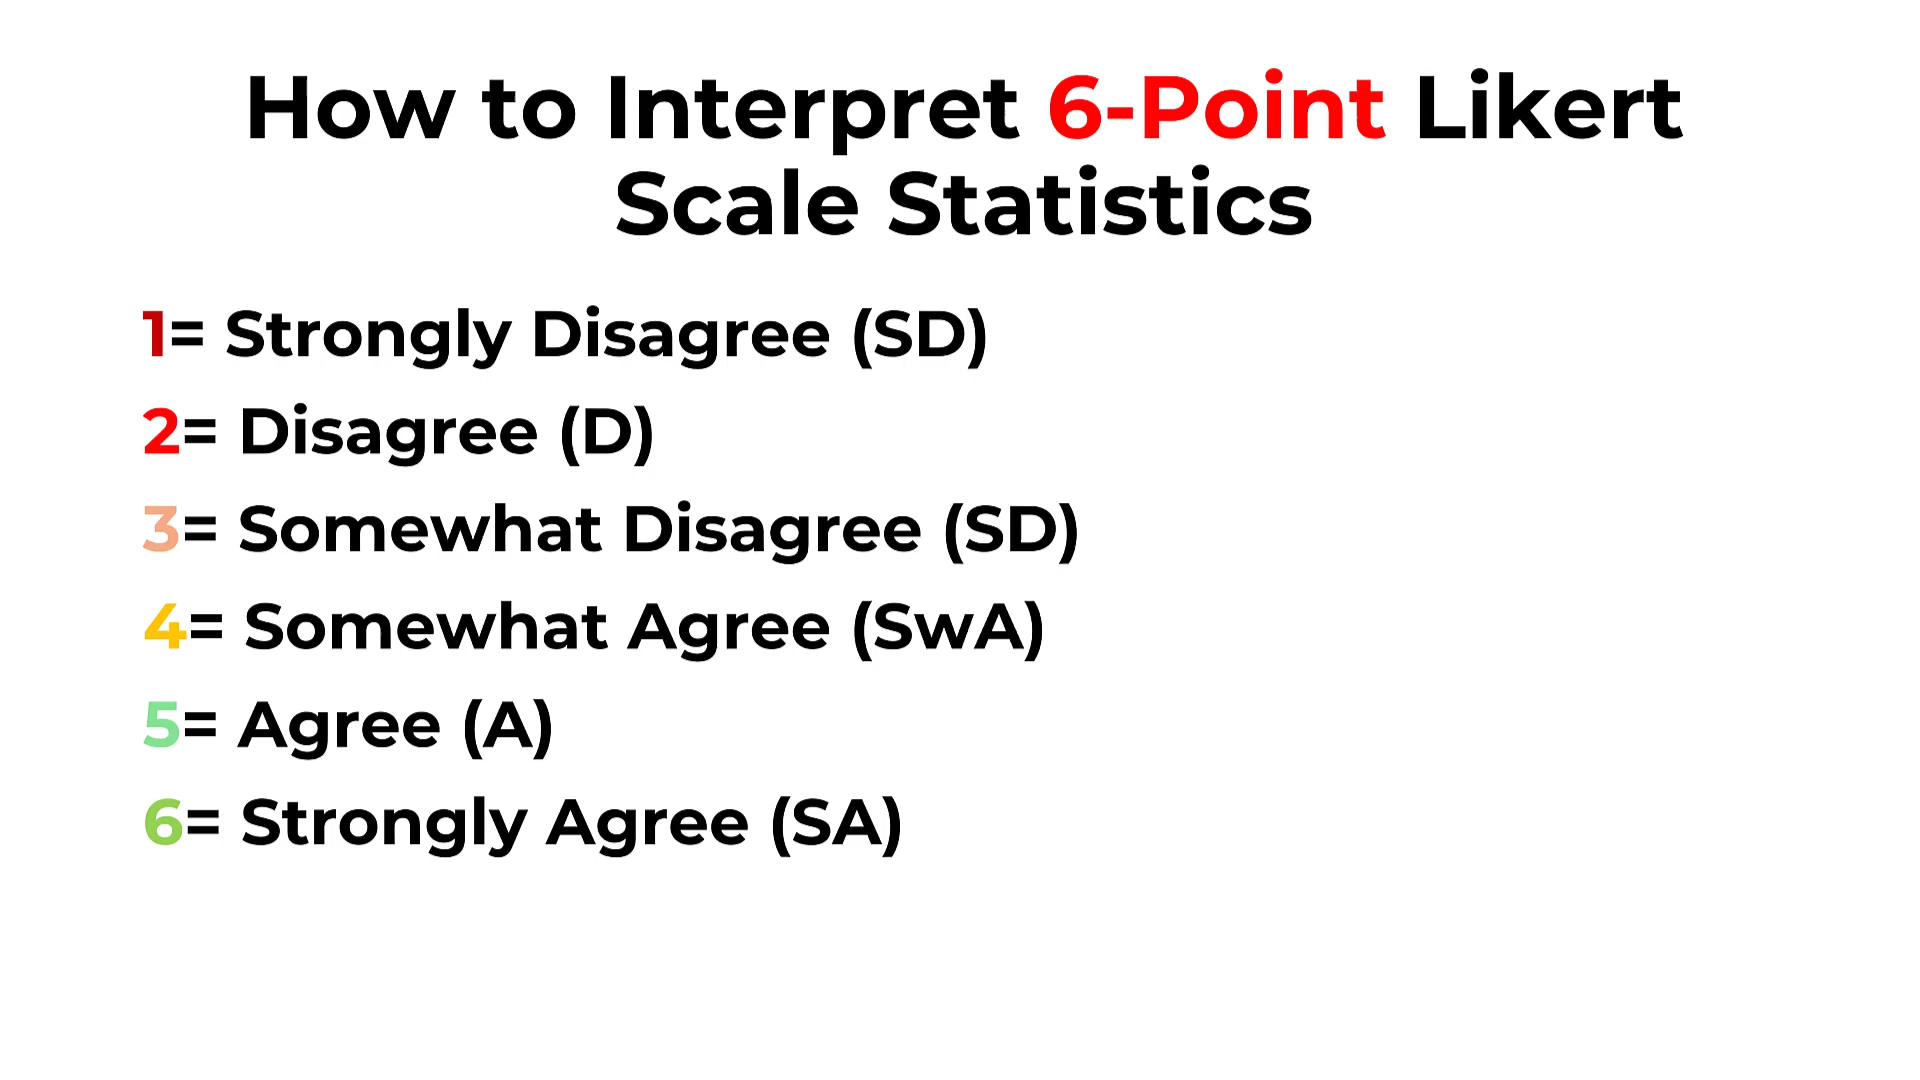 How to Interpret 6-Point Likert
Scale Statistics
1= Strongly Disagree (SD)
2= Disagree (D)
3= Somewhat Disagree (SD)
4= Somewhat Agree (SwA)
5= Agree (A)
6= Strongly Agree (SA)